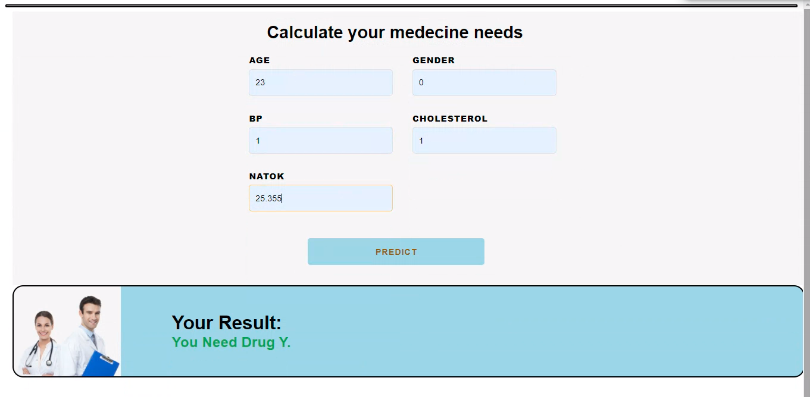 Calculate your medecine needs
AGE GENDER
23 0
BP CHOLESTEROL
1 1
NATOK
25.355
PREDICT
Your Result:
You Need Drug Y.